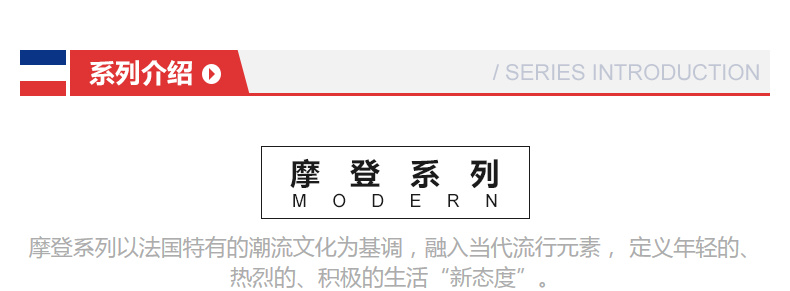 系列介绍
/ SERIES INTRODUCTION
摩登系列
MODERN
摩登系列以法国特有的潮流文化为基调，融入当代流行元素， 定义年轻的、
热烈的、积极的生活“新态度”。